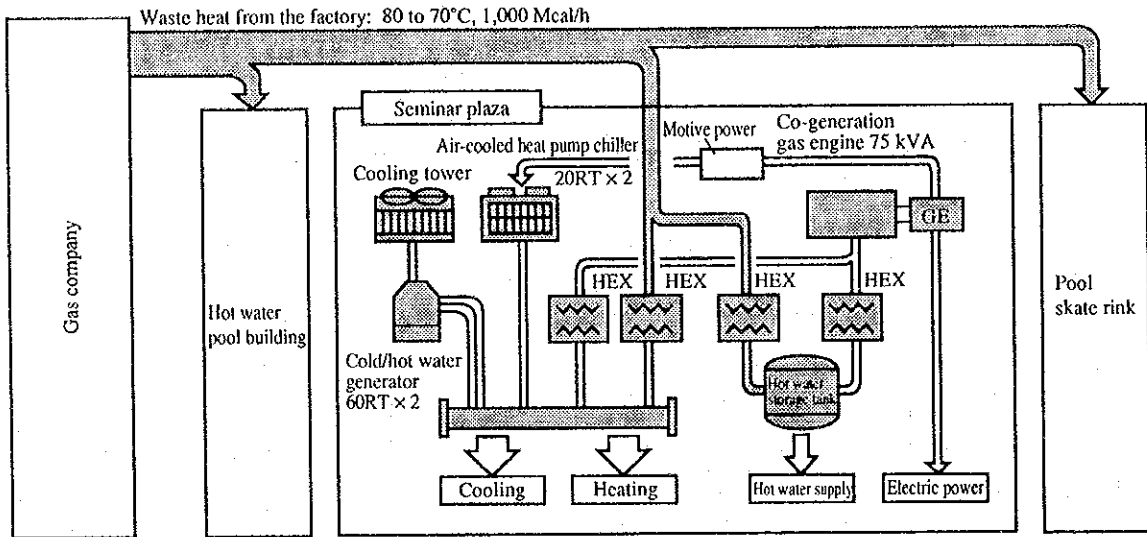 Waste heat from the factory: 80 to 70°C, 1,000 Mcal/h
Gas company
Hot water
pool building
Seminar plaza
Air-cooled heat pump chiller
20RT × 2
Cooling tower
Motive power
Co-generation
gas engine 75 kVA
GE
HEX
HEX
HEX
HEX
Cold/hot water
generator
60RT × 2
Hot water
storage tank
Cooling
Heating
Hot water supply
Electric power
Pool
skate rink